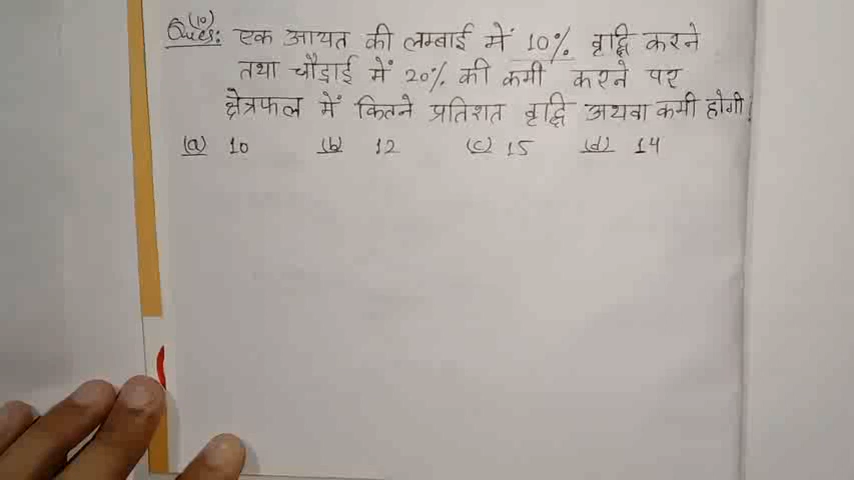 Ques:(10) एक आयत की लम्बाई में 10% वृद्धि करने
तथा चौड़ाई में 20% की कमी करने पर
क्षेत्रफल में कितने प्रतिशत वृद्धि अथवा कमी होगी!
(a) 10 (b) 12 (c) 15 (d) 14